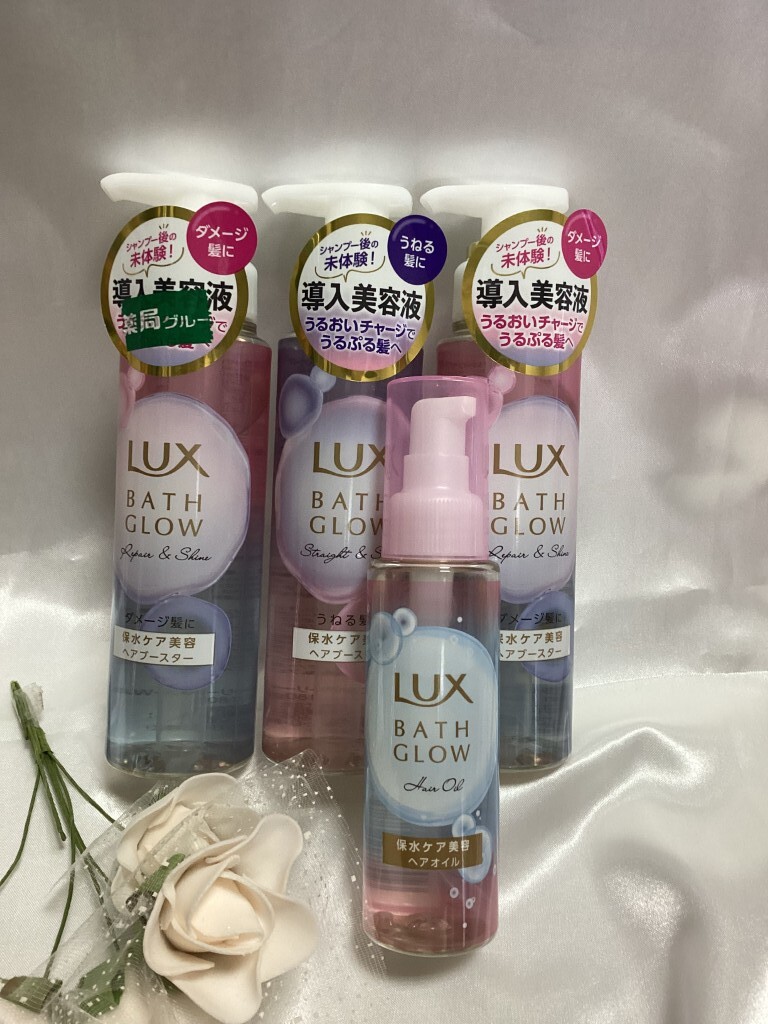 シャンプー後の
未体験!
ダメージ
髪に
導入美容液
薬局グループ
で
髪へ
LUX
BATH
GLOW
Repair & Shine
ダメージ髪に
保水ケア美容
ヘアブースター
シャンプー後の
未体験!
うねる
髪に
導入美容液
うるおいチャージで
うるぷる髪へ
LUX
BATH
GLOW
Straight & S
うねる髪
保水ケア美
ヘアブース
シャンプー後の
未体験!
ダメージ
髪に
導入美容液
うるおいチャージで
うるぷる髪へ
LUX
BATH
GLOW
Repair & Shine
ダメージ髪に
保水ケア美容
ヘアブースター
LUX
BATH
GLOW
Hair Oil
保水ケア美容
ヘアオイル